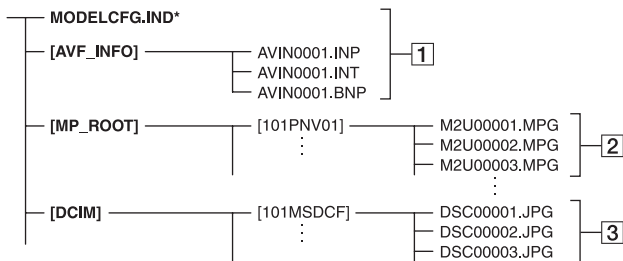 MODELCFG.IND*
[AVF_INFO] AVIN0001.INP
AVIN0001.INT
AVIN0001.BNP
1
[MP_ROOT] [101PNV01] M2U00001.MPG
M2U00002.MPG
M2U00003.MPG
2
[DCIM] [101MSDCF] DSC00001.JPG
DSC00002.JPG
DSC00003.JPG
3